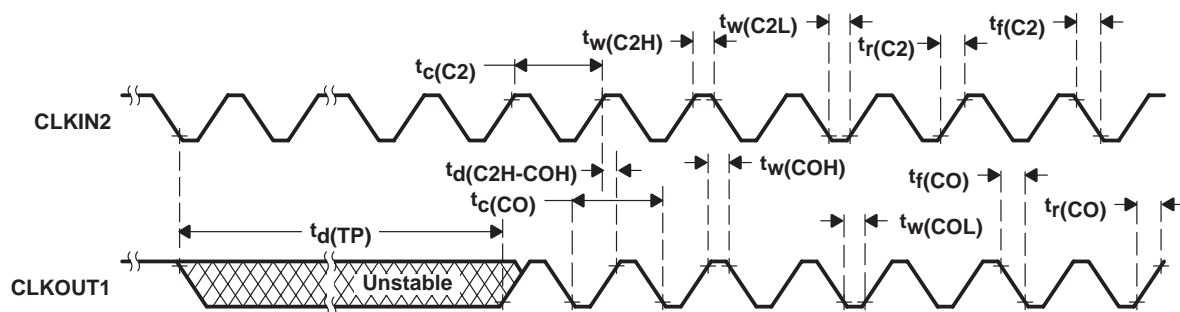 tw(C2H)
tw(C2L)
tf(C2)
tr(C2)
tc(C2)
CLKIN2
td(C2H-COH)
tw(COH)
tf(CO)
tc(CO)
tr(CO)
td(TP)
tw(COL)
CLKOUT1
Unstable